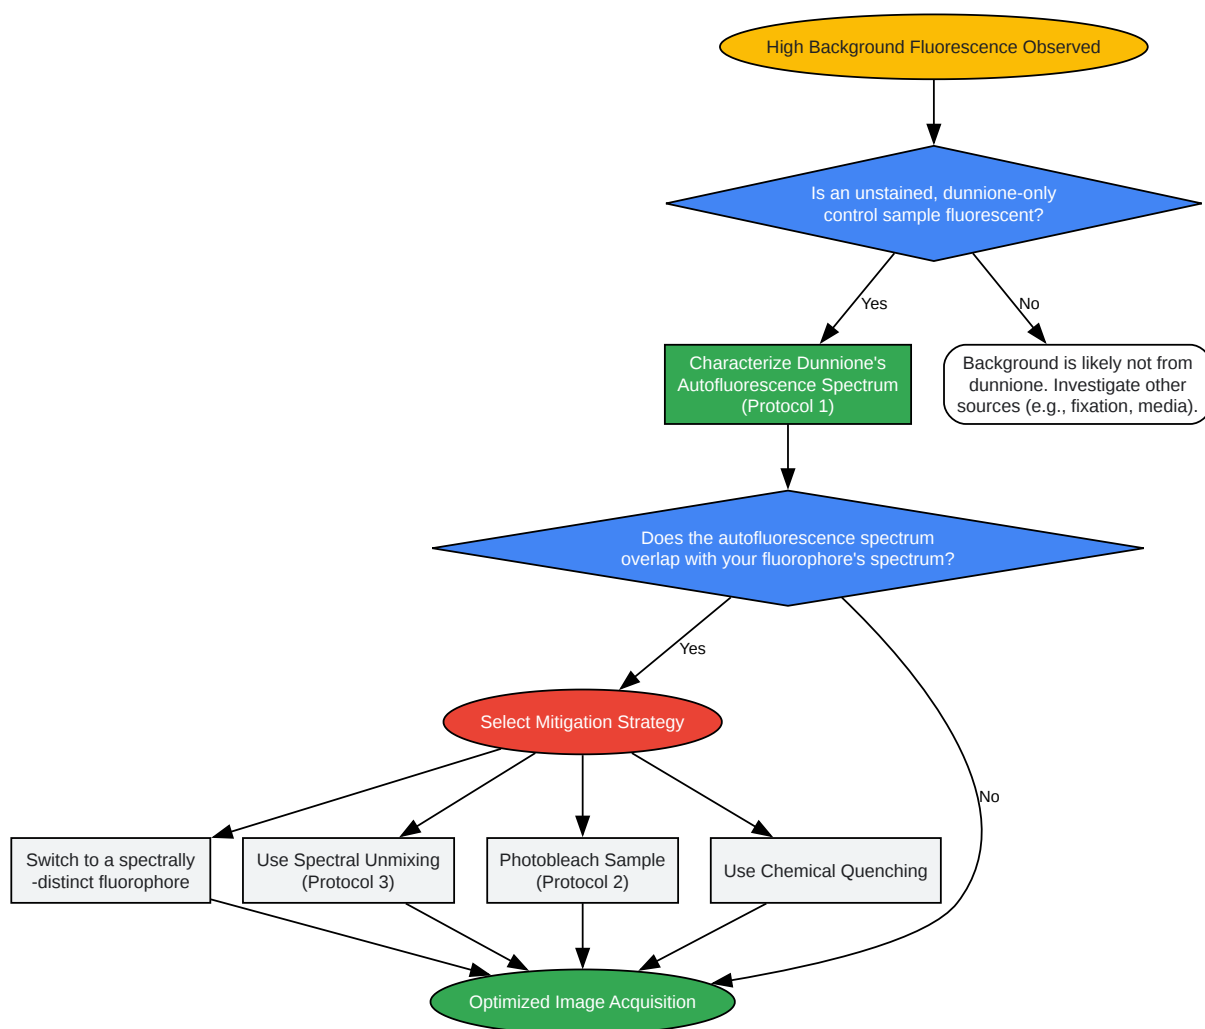 High Background Fluorescence Observed
Is an unstained, dunnione-only
control sample fluorescent?
Yes
No
Characterize Dunnione's
Autofluorescence Spectrum
(Protocol 1)
Background is likely not from
dunnione. Investigate other
sources (e.g., fixation, media).
Does the autofluorescence spectrum
overlap with your fluorophore's spectrum?
Yes
Select Mitigation Strategy
No
Switch to a spectrally
-distinct fluorophore
Use Spectral Unmixing
(Protocol 3)
Photobleach Sample
(Protocol 2)
Use Chemical Quenching
Optimized Image Acquisition